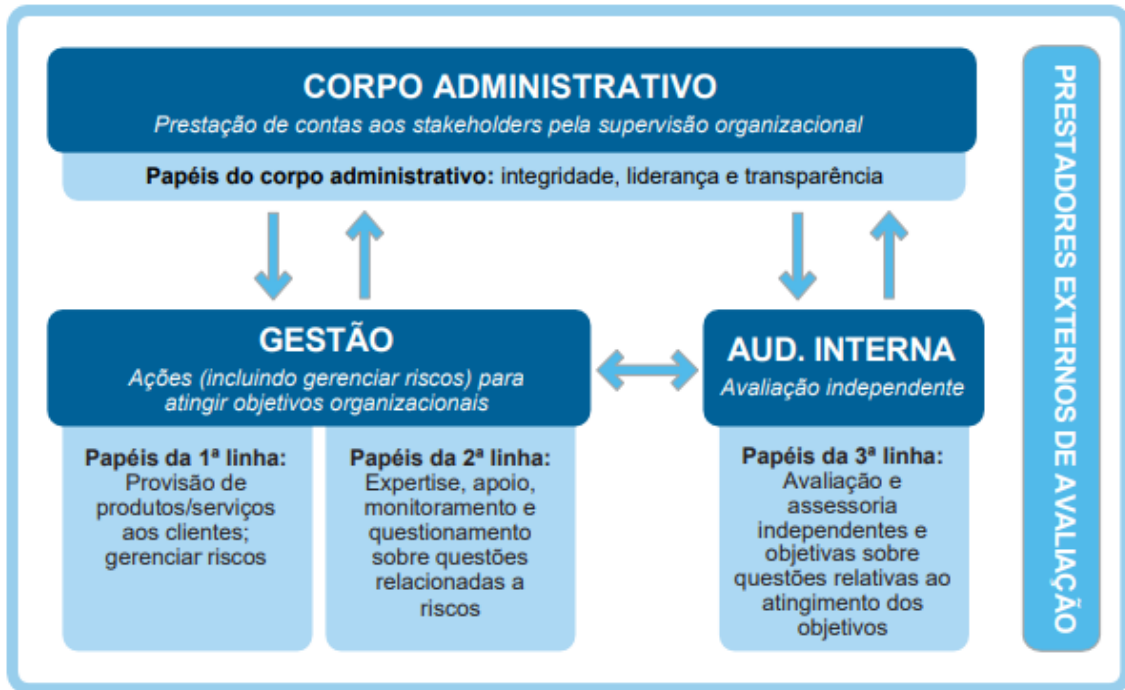 CORPO ADMINISTRATIVO
Prestação de contas aos stakeholders pela supervisão organizacional
Papéis do corpo administrativo: integridade, liderança e transparência
GESTÃO
Ações (incluindo gerenciar riscos) para
atingir objetivos organizacionais
Papéis da 1ª linha:
Provisão de
produtos/serviços
aos clientes;
gerenciar riscos
Papéis da 2ª linha:
Expertise, apoio,
monitoramento e
questionamento
sobre questões
relacionadas a
riscos
AUD. INTERNA
Avaliação independente
Papéis da 3ª linha:
Avaliação e
assessoria
independentes e
objetivas sobre
questões relativas ao
atingimento dos
objetivos
PRESTADORES EXTERNOS DE AVALIAÇÃO